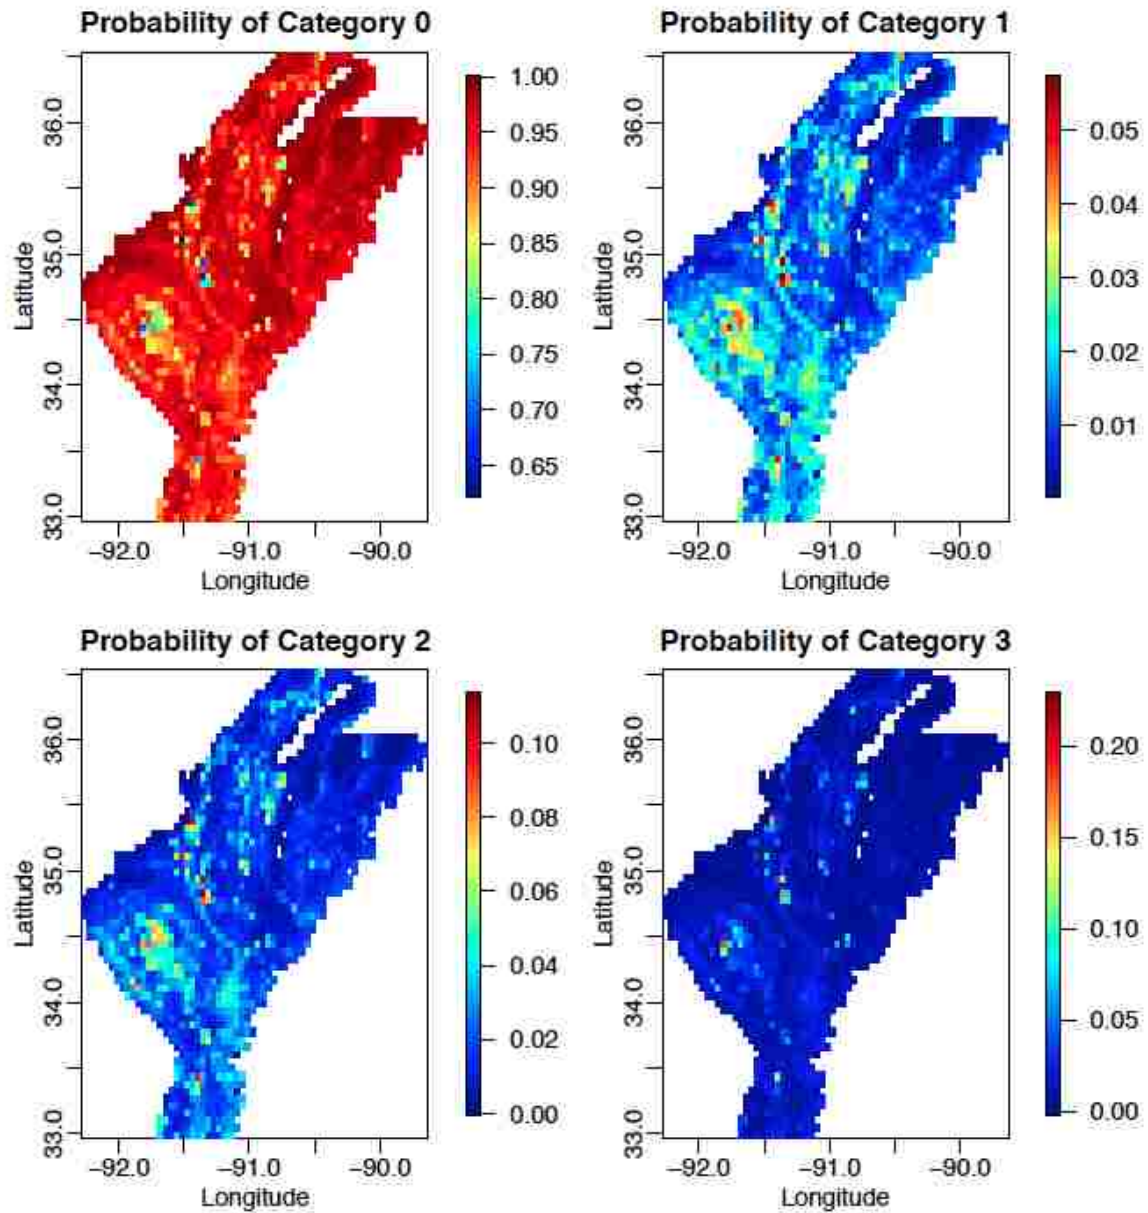 Probability of Category 0
36.0
35.0
34.0
33.0
Latitude
−92.0 −91.0 −90.0
Longitude
1.00
0.95
0.90
0.85
0.80
0.75
0.70
0.65
Probability of Category 1
36.0
35.0
34.0
33.0
Latitude
−92.0 −91.0 −90.0
Longitude
0.05
0.04
0.03
0.02
0.01
Probability of Category 2
36.0
35.0
34.0
33.0
Latitude
−92.0 −91.0 −90.0
Longitude
0.10
0.08
0.06
0.04
0.02
0.00
Probability of Category 3
36.0
35.0
34.0
33.0
Latitude
−92.0 −91.0 −90.0
Longitude
0.20
0.15
0.10
0.05
0.00